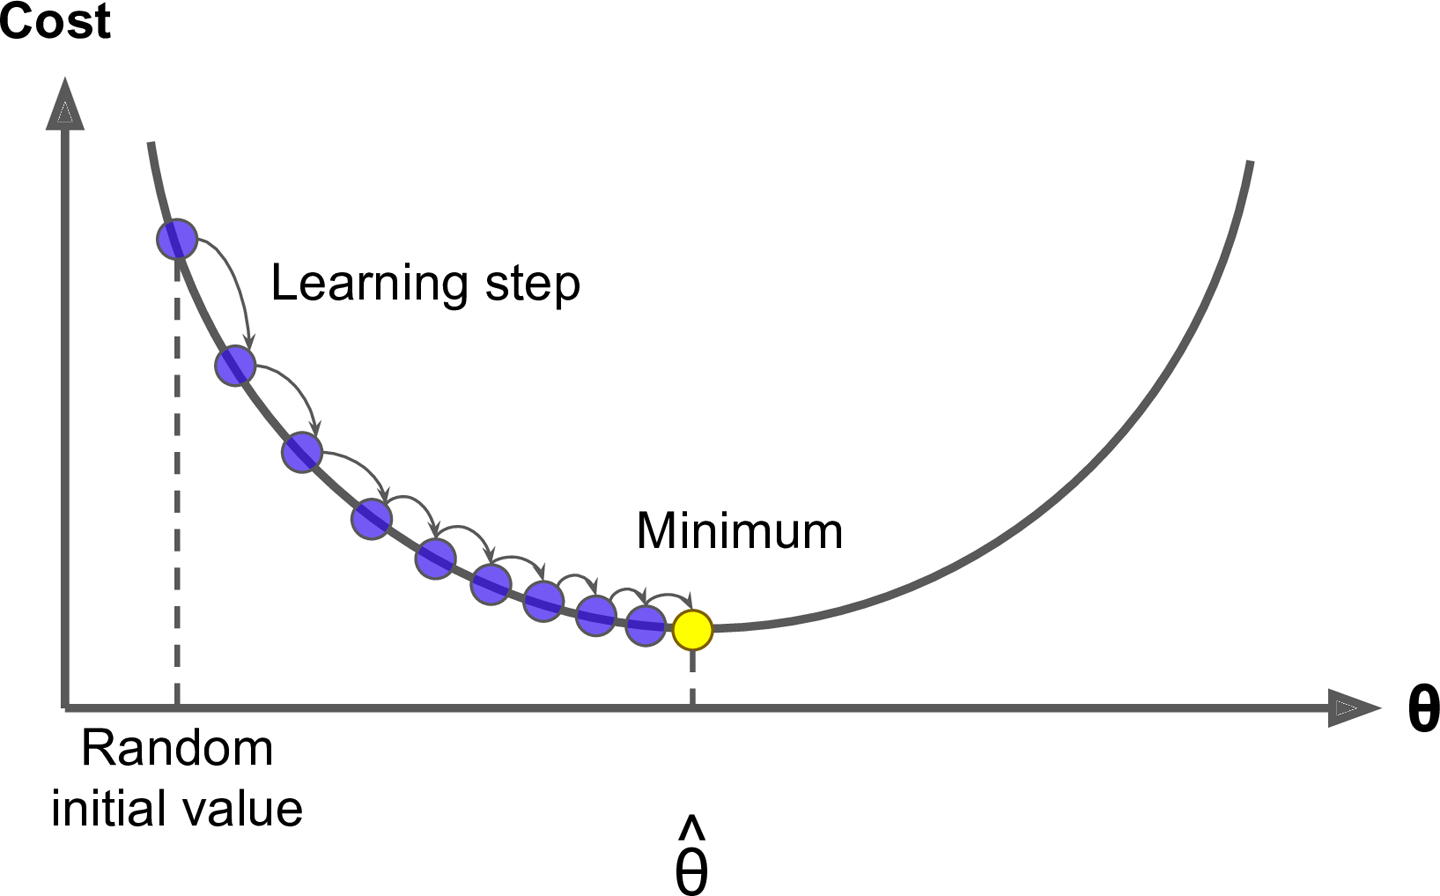 Cost
Learning step
Minimum
θ
Random
initial value
θ̂